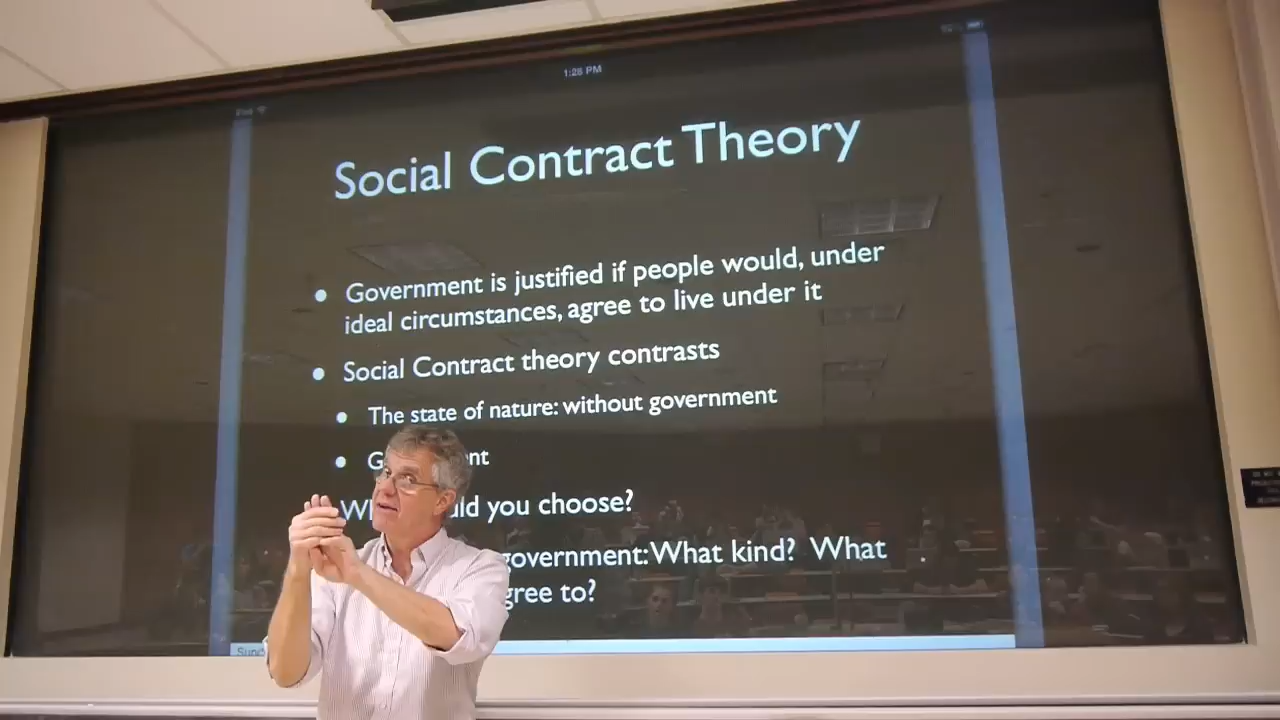 iPad
1:28 PM
Social Contract Theory
• Government is justified if people would, under
ideal circumstances, agree to live under it
• Social Contract theory contrasts
• The state of nature: without government
• G nt
W uld you choose?
government: What kind? What
gree to?